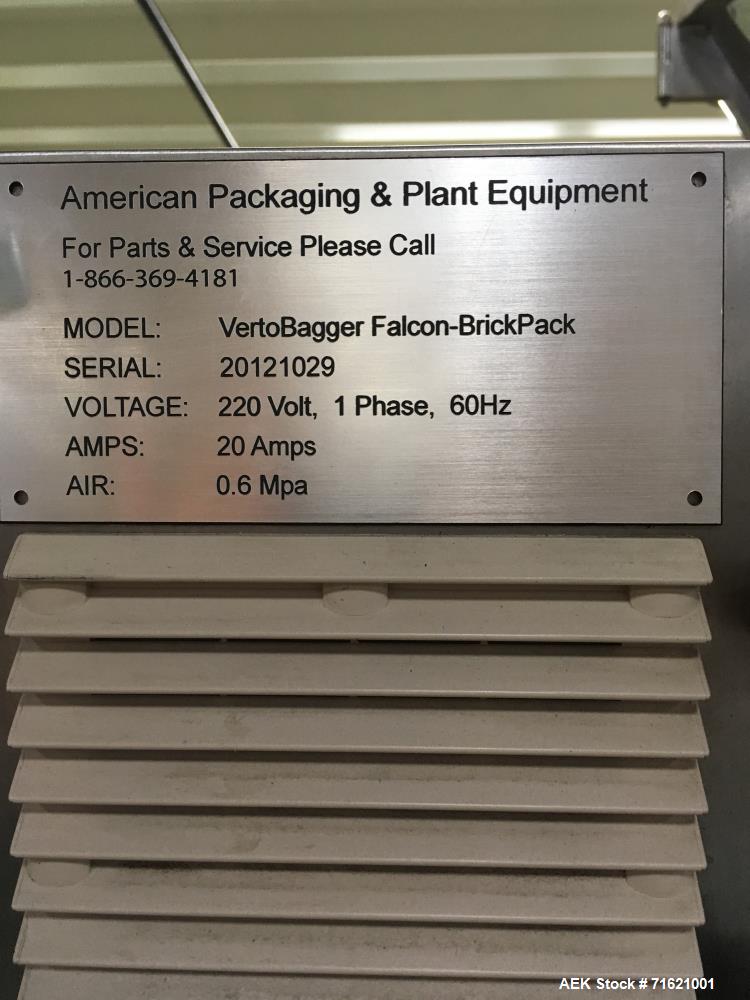 American Packaging & Plant Equipment
For Parts & Service Please Call
1-866-369-4181
MODEL: VertoBagger Falcon-BrickPack
SERIAL: 20121029
VOLTAGE: 220 Volt, 1 Phase, 60Hz
AMPS: 20 Amps
AIR: 0.6 Mpa
AEK Stock # 71621001